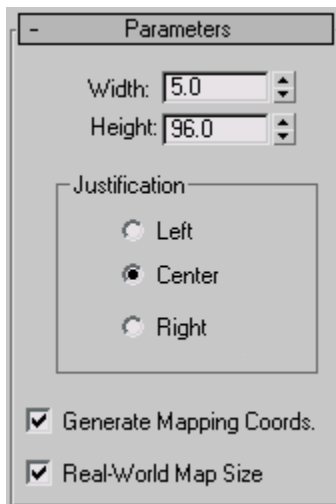 - Parameters
Width: 5.0
Height: 96.0
Justification
Left
Center
Right
Generate Mapping Coords.
Real-World Map Size